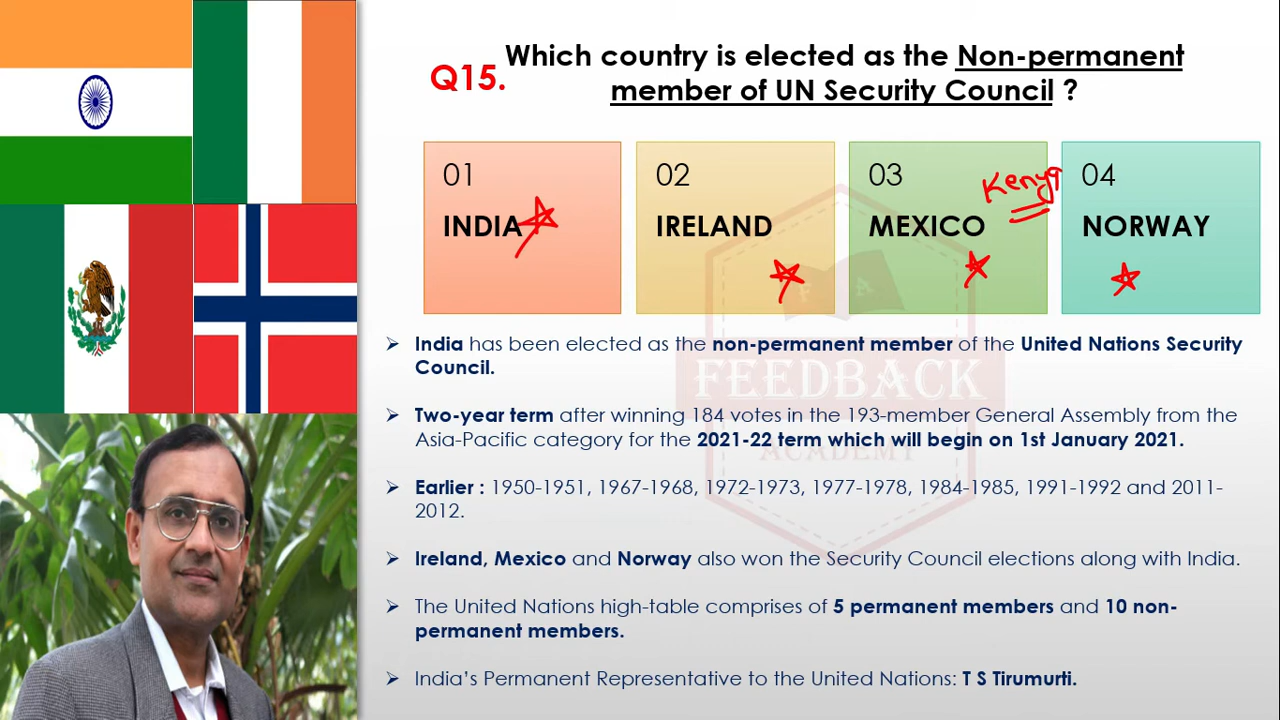 Q15.
Which country is elected as the Non-permanent
member of UN Security Council ?
01
INDIA
02
IRELAND
03
MEXICO
Kenya
04
NORWAY
➢ India has been elected as the non-permanent member of the United Nations Security
Council.
➢ Two-year term after winning 184 votes in the 193-member General Assembly from the
Asia-Pacific category for the 2021-22 term which will begin on 1st January 2021.
➢ Earlier : 1950-1951, 1967-1968, 1972-1973, 1977-1978, 1984-1985, 1991-1992 and 2011-
2012.
➢ Ireland, Mexico and Norway also won the Security Council elections along with India.
➢ The United Nations high-table comprises of 5 permanent members and 10 non-
permanent members.
➢ India’s Permanent Representative to the United Nations: T S Tirumurti.
F A
FEEDBACK
ACADEMY